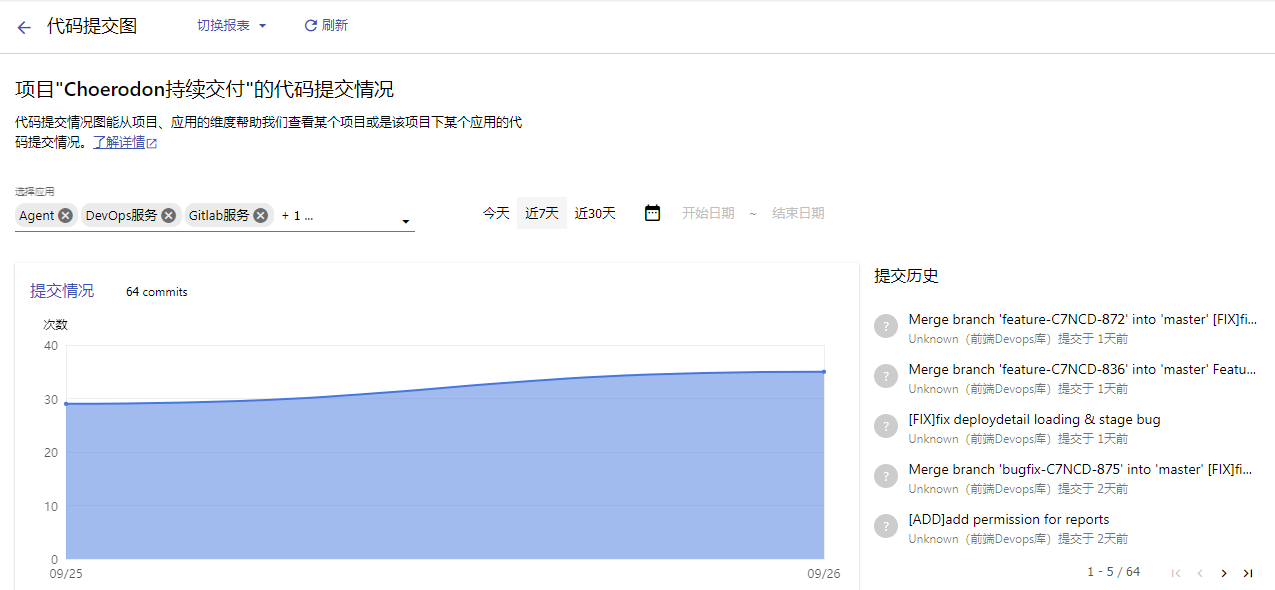 代码提交图
切换报表
刷新
项目"Choerodon持续交付"的代码提交情况
代码提交情况图能从项目、应用的维度帮助我们查看某个项目或是该项目下某个应用的代
码提交情况。了解详情
选择应用
Agent DevOps服务 Gitlab服务 + 1 ...
今天 近7天 近30天 开始日期 ~ 结束日期
提交情况 64 commits
次数
40
30
20
10
0
09/25 09/26
提交历史
?
Merge branch 'feature-C7NCD-872' into 'master' [FIX]fi...
Unknown（前端Devops库）提交于 1天前
?
Merge branch 'feature-C7NCD-836' into 'master' Featu...
Unknown（前端Devops库）提交于 1天前
?
[FIX]fix deploydetail loading & stage bug
Unknown（前端Devops库）提交于 1天前
?
Merge branch 'bugfix-C7NCD-875' into 'master' [FIX]fi...
Unknown（前端Devops库）提交于 2天前
?
[ADD]add permission for reports
Unknown（前端Devops库）提交于 2天前
1 - 5 / 64